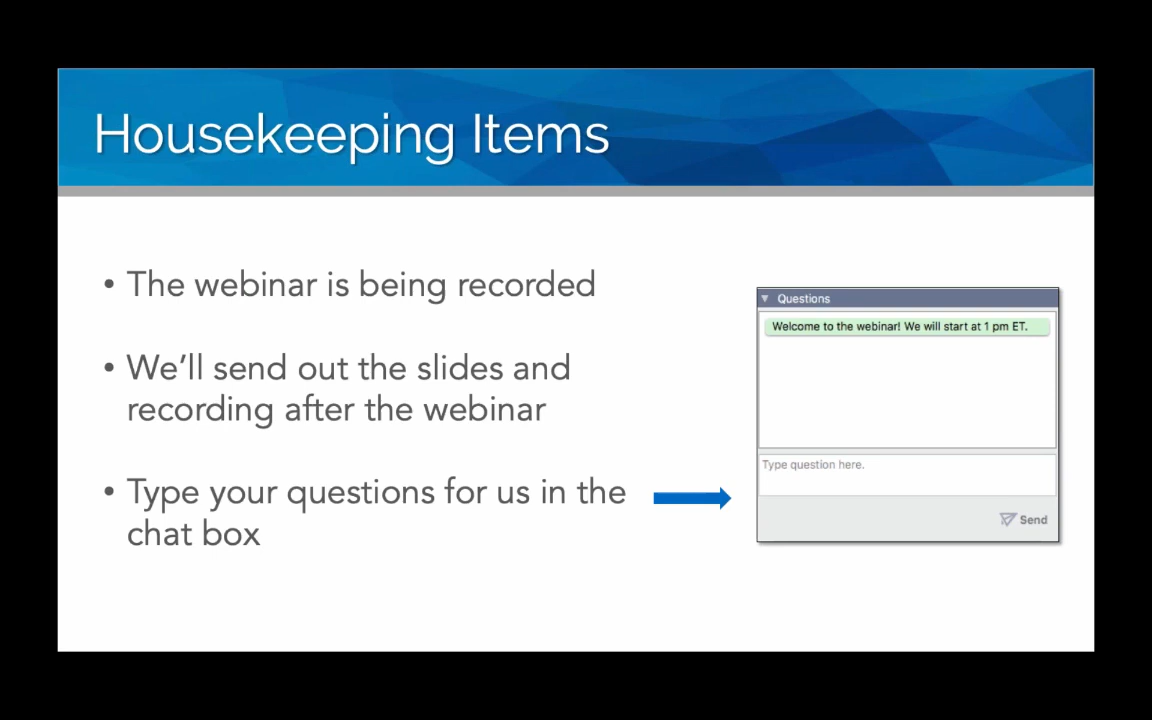 Housekeeping Items
• The webinar is being recorded
• We’ll send out the slides and
recording after the webinar
• Type your questions for us in the
chat box
Questions
Welcome to the webinar! We will start at 1 pm ET.
Type question here.
Send